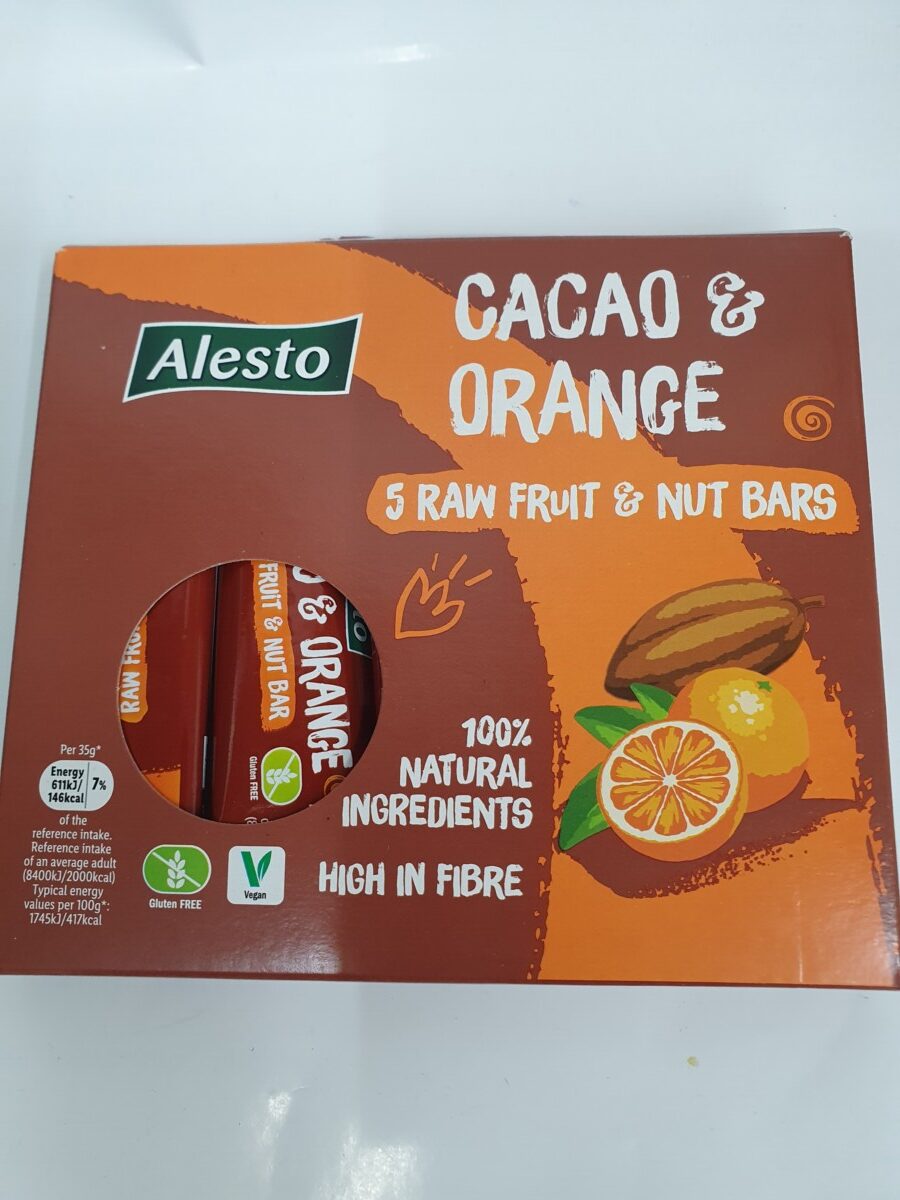 Alesto
CACAO &
ORANGE
5 RAW FRUIT & NUT BARS
RAW
FRUIT & NUT BAR
& ORANGE
Gluten FREE
100%
NATURAL
INGREDIENTS
HIGH IN FIBRE
Per 35g*
Energy
611kJ/
146kcal
7%
of the
reference intake.
Reference intake
of an average adult
(8400kJ/2000kcal)
Typical energy
values per 100g*:
1745kJ/417kcal
Gluten FREE
V
Vegan